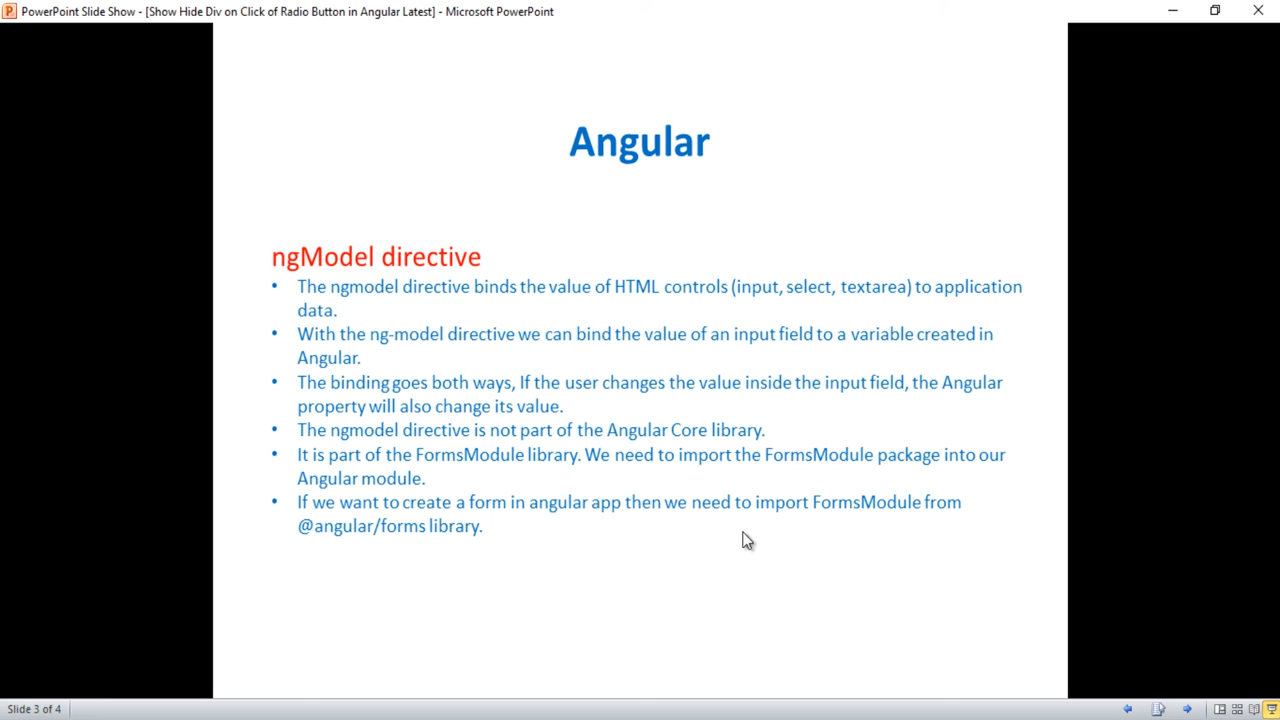 PowerPoint Slide Show - [Show Hide Div on Click of Radio Button in Angular Latest] - Microsoft PowerPoint
Angular
ngModel directive
• The ngmodel directive binds the value of HTML controls (input, select, textarea) to application
data.
• With the ng-model directive we can bind the value of an input field to a variable created in
Angular.
• The binding goes both ways, If the user changes the value inside the input field, the Angular
property will also change its value.
• The ngmodel directive is not part of the Angular Core library.
• It is part of the FormsModule library. We need to import the FormsModule package into our
Angular module.
• If we want to create a form in angular app then we need to import FormsModule from
@angular/forms library.
Slide 3 of 4